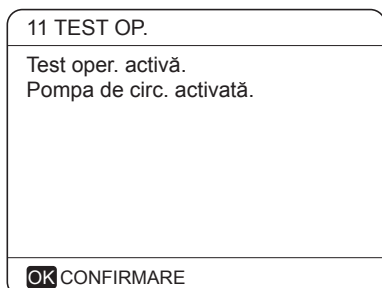 11 TEST OP.
Test oper. activă.
Pompa de circ. activată.
OK CONFIRMARE